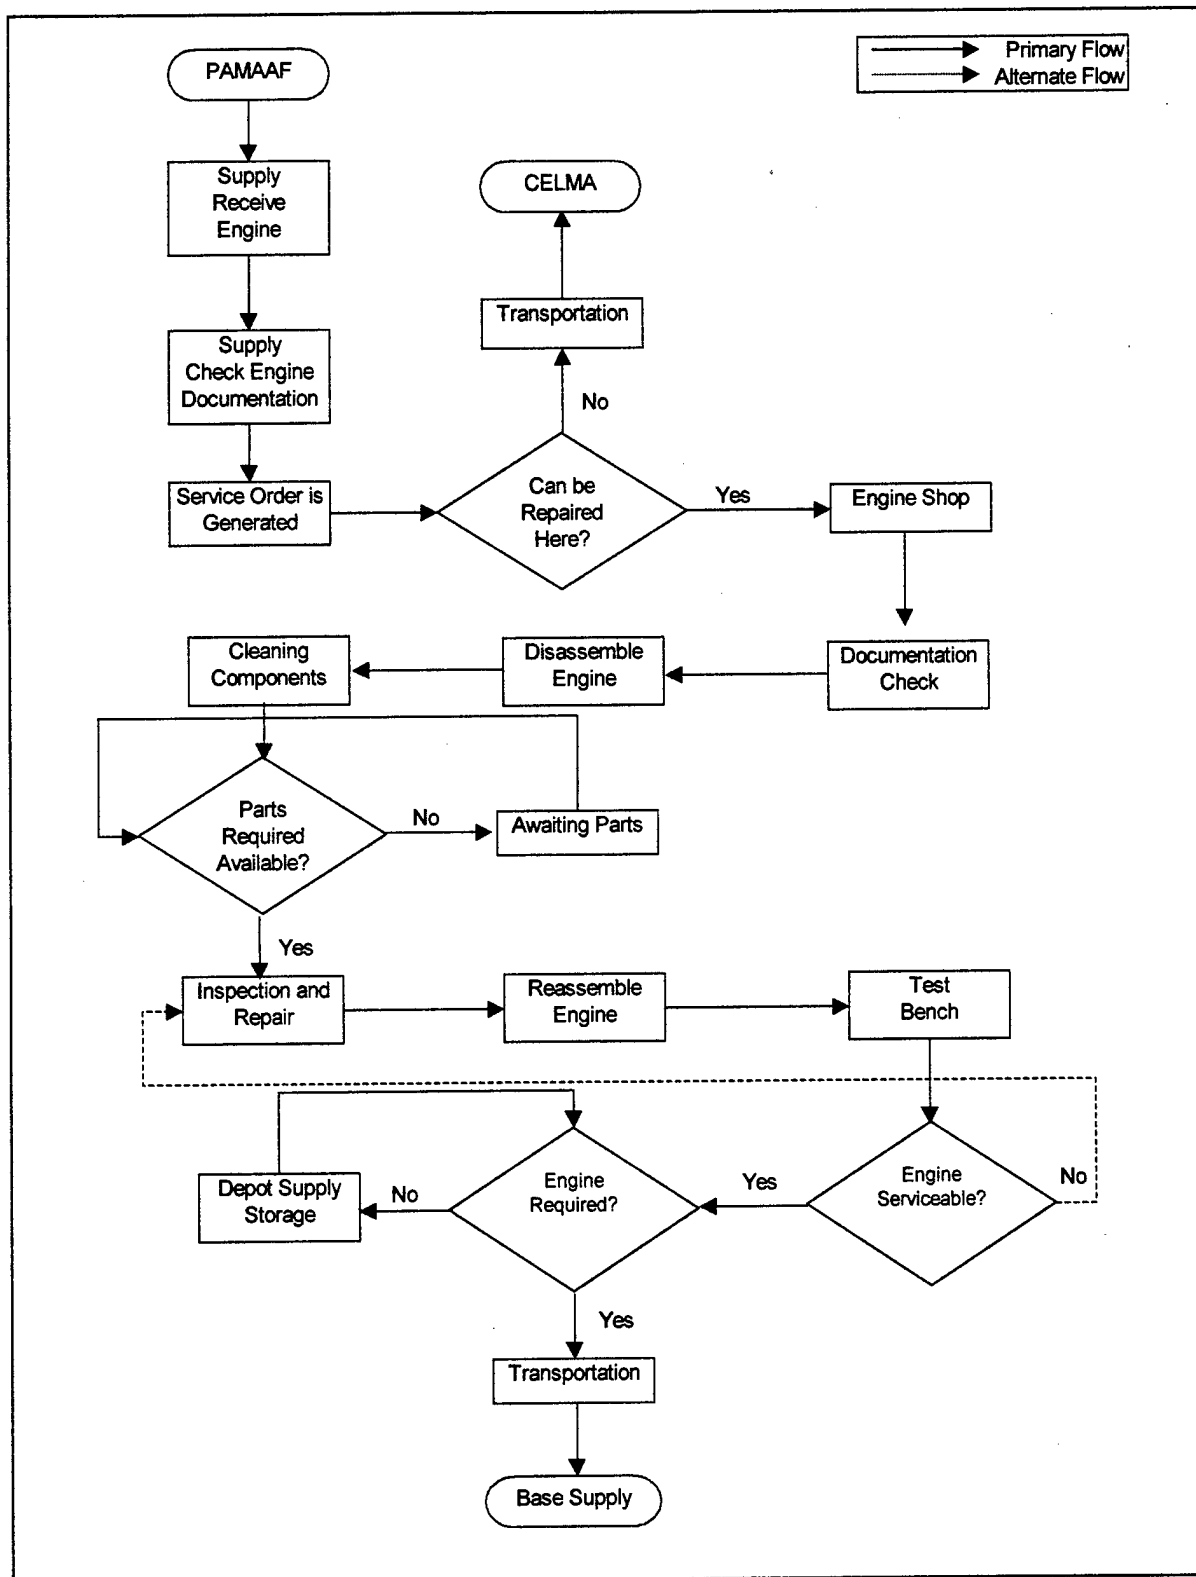 PAMAAF
Primary Flow
Alternate Flow
Supply
Receive
Engine
CELMA
Transportation
Supply
Check Engine
Documentation
No
Service Order is
Generated
Can be
Repaired
Here?
Yes
Engine Shop
Cleaning
Components
Disassemble
Engine
Documentation
Check
Parts
Required
Available?
No
Awaiting Parts
Yes
Inspection and
Repair
Reassemble
Engine
Test
Bench
Depot Supply
Storage
No
Engine
Required?
Yes
Engine
Serviceable?
No
Yes
Transportation
Base Supply